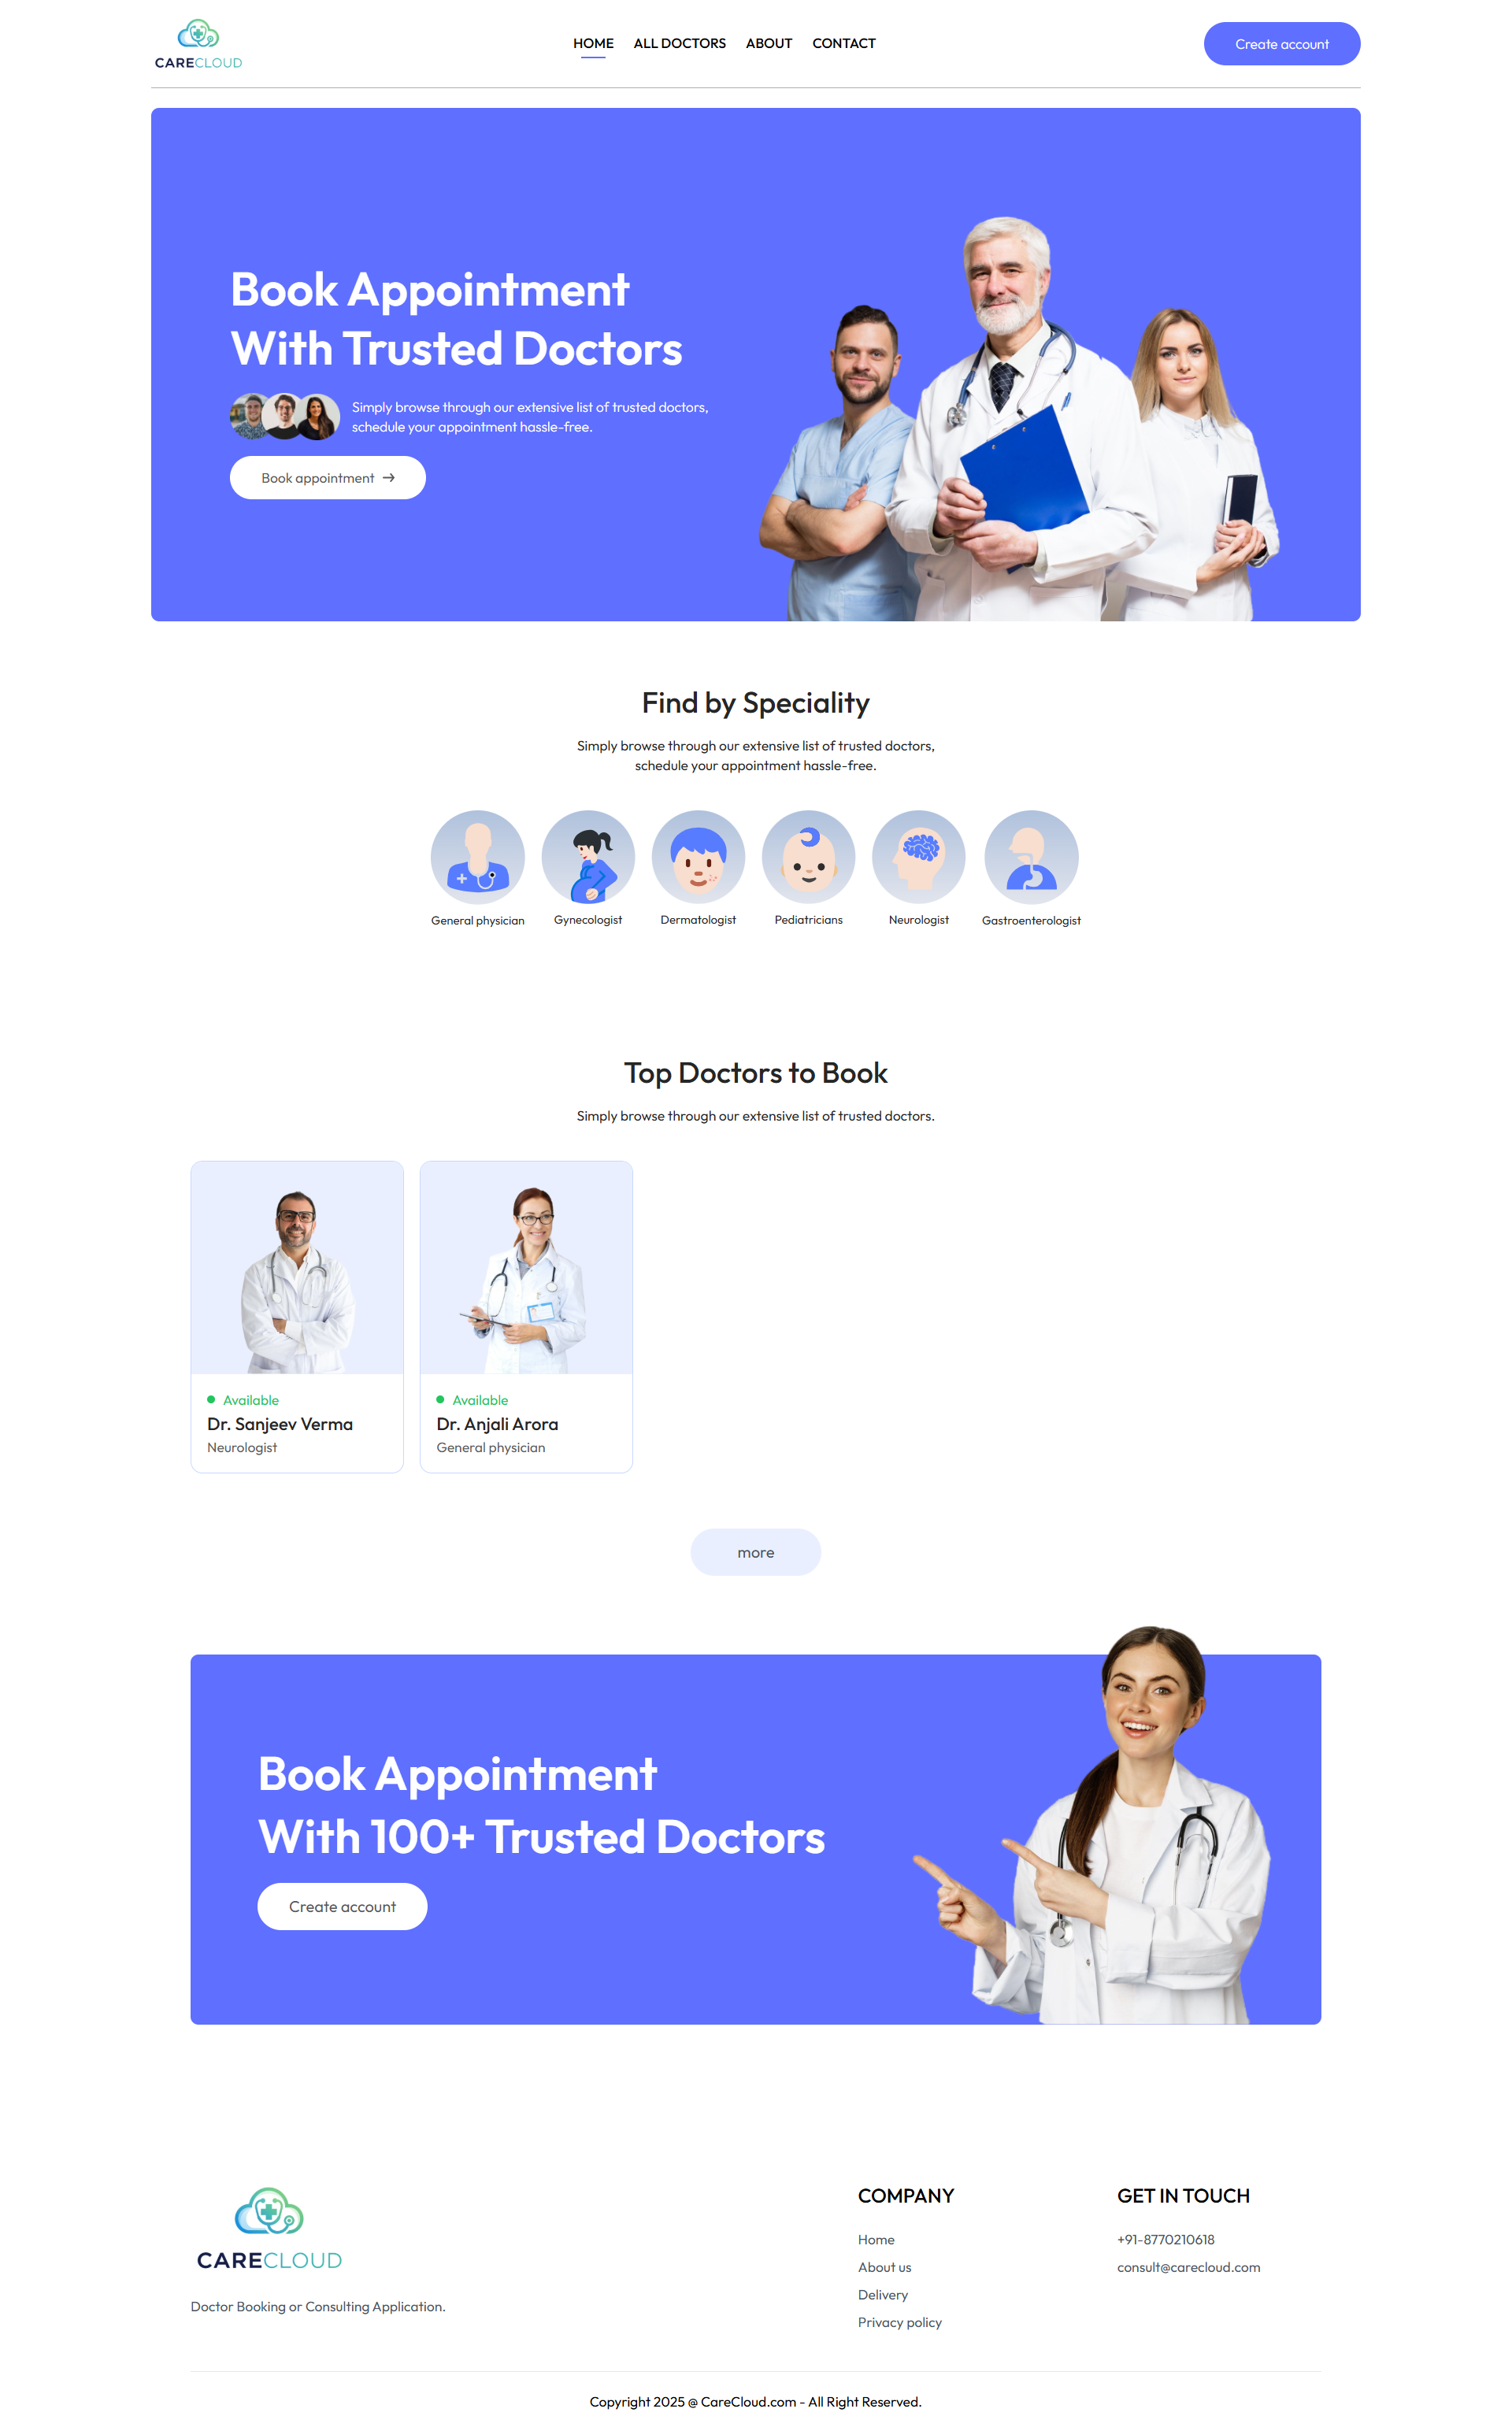 CARECLOUD
HOME ALL DOCTORS ABOUT CONTACT
Create account
Book Appointment
With Trusted Doctors
Simply browse through our extensive list of trusted doctors,
schedule your appointment hassle-free.
Book appointment →
Find by Speciality
Simply browse through our extensive list of trusted doctors,
schedule your appointment hassle-free.
General physician
Gynecologist
Dermatologist
Pediatricians
Neurologist
Gastroenterologist
Top Doctors to Book
Simply browse through our extensive list of trusted doctors.
Available
Dr. Sanjeev Verma
Neurologist
Available
Dr. Anjali Arora
General physician
more
Book Appointment
With 100+ Trusted Doctors
Create account
CARECLOUD
Doctor Booking or Consulting Application.
COMPANY
Home
About us
Delivery
Privacy policy
GET IN TOUCH
+91-8770210618
consult@carecloud.com
Copyright 2025 @ CareCloud.com - All Right Reserved.